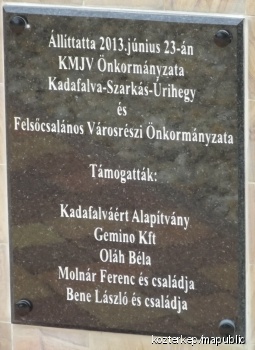 Állíttatta 2013.június 23-án
KMJV Önkormányzata
Kadafalva-Szarkás-Úrihegy
és
Felsőcsalános Városrészi Önkormányzata
Támogatták:
Kadafalváért Alapítvány
Gemino Kft
Oláh Béla
Molnár Ferenc és családja
Bene László és családja
kozterkep/mapublic